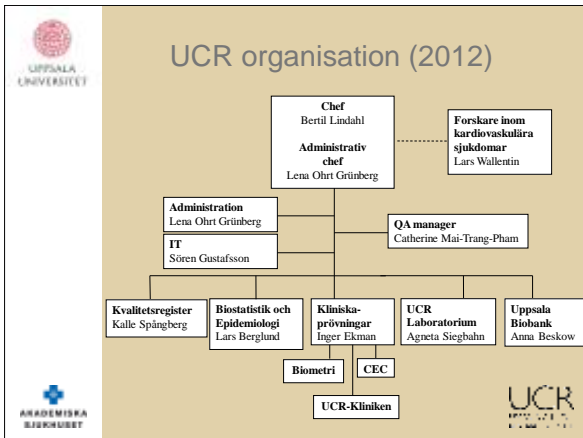 UPPSALA
UNIVERSITET
UCR organisation (2012)
Chef
Bertil Lindahl
Administrativ
chef
Lena Ohrt Grünberg
Forskare inom
kardiovaskulära
sjukdomar
Lars Wallentin
Administration
Lena Ohrt Grünberg
IT
Sören Gustafsson
QA manager
Catherine Mai-Trang-Pham
Kvalitetsregister
Kalle Spångberg
Biostatistik och
Epidemiologi
Lars Berglund
Kliniska-
prövningar
Inger Ekman
UCR
Laboratorium
Agneta Siegbahn
Uppsala
Biobank
Anna Beskow
Biometri
CEC
UCR-Kliniken
AKADEMISKA
SJUKHUSET
UCR